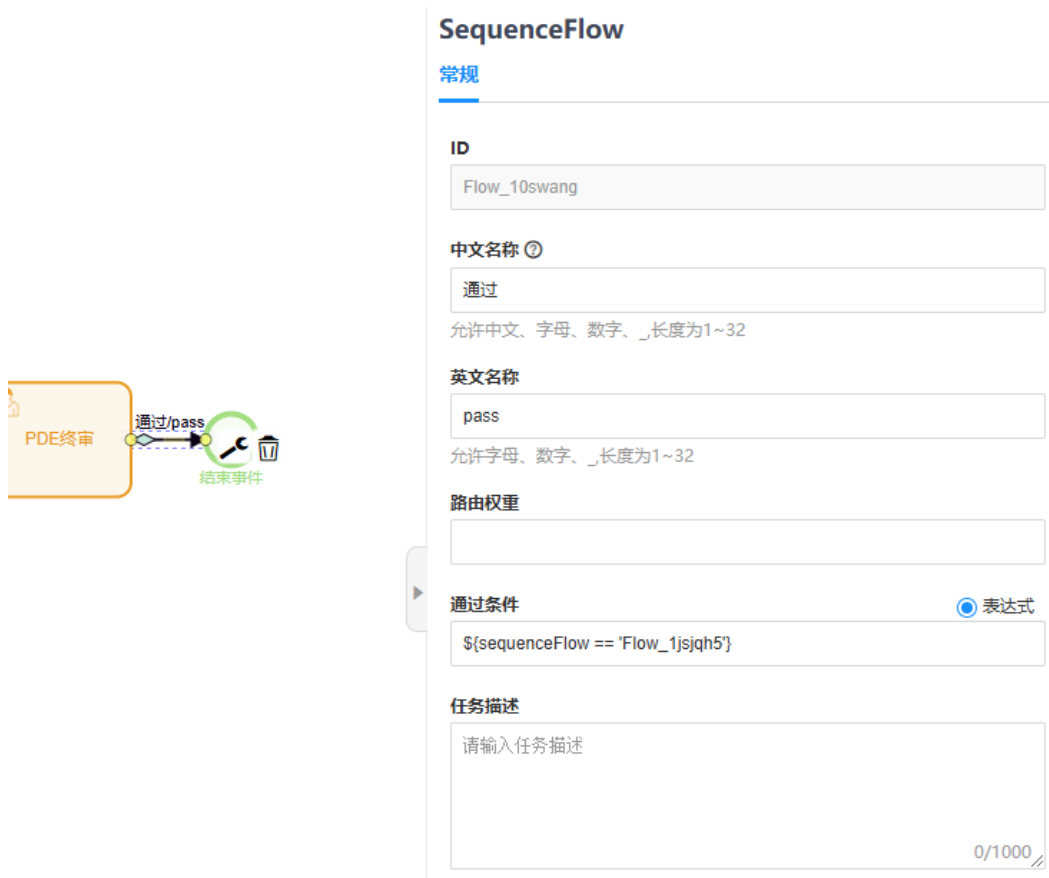 SequenceFlow
常规
ID
Flow_10swang
中文名称
通过
允许中文、字母、数字、_,长度为1~32
英文名称
pass
允许字母、数字、_,长度为1~32
路由权重
通过条件
表达式
${sequenceFlow == 'Flow_1jsjqh5'}
任务描述
请输入任务描述
0/1000
PDE终审
通过/pass
结束事件